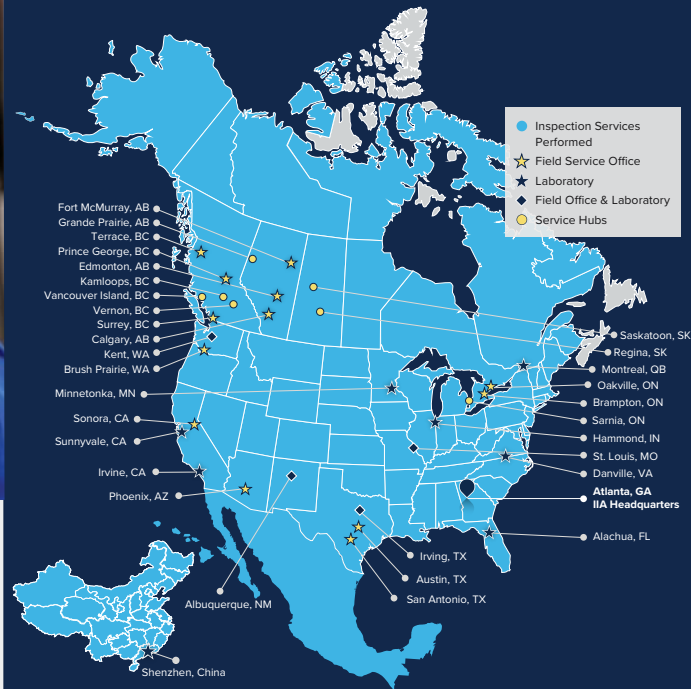 Inspection Services
Performed
Field Service Office
Laboratory
Field Office & Laboratory
Service Hubs
Fort McMurray, AB
Grande Prairie, AB
Terrace, BC
Prince George, BC
Edmonton, AB
Kamloops, BC
Vancouver Island, BC
Vernon, BC
Surrey, BC
Calgary, AB
Kent, WA
Brush Prairie, WA
Minnetonka, MN
Sonora, CA
Sunnyvale, CA
Irvine, CA
Phoenix, AZ
Saskatoon, SK
Regina, SK
Montreal, QB
Oakville, ON
Brampton, ON
Sarnia, ON
Hammond, IN
St. Louis, MO
Danville, VA
Atlanta, GA
IIA Headquarters
Alachua, FL
Irving, TX
Austin, TX
San Antonio, TX
Albuquerque, NM
Shenzhen, China